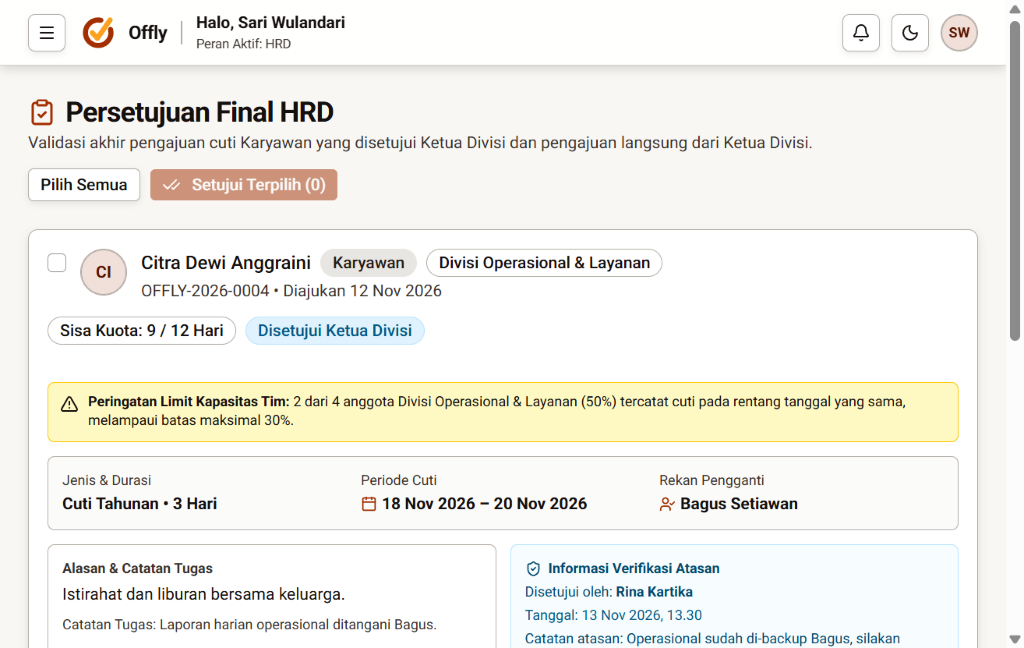 Offly
Halo, Sari Wulandari
Peran Aktif: HRD
SW
Persetujuan Final HRD
Validasi akhir pengajuan cuti Karyawan yang disetujui Ketua Divisi dan pengajuan langsung dari Ketua Divisi.
Pilih Semua
Setujui Terpilih (0)
CI
Citra Dewi Anggraini
Karyawan
Divisi Operasional & Layanan
OFFLY-2026-0004 • Diajukan 12 Nov 2026
Sisa Kuota: 9 / 12 Hari
Disetujui Ketua Divisi
Peringatan Limit Kapasitas Tim: 2 dari 4 anggota Divisi Operasional & Layanan (50%) tercatat cuti pada rentang tanggal yang sama,
melampaui batas maksimal 30%.
Jenis & Durasi
Cuti Tahunan • 3 Hari
Periode Cuti
18 Nov 2026 – 20 Nov 2026
Rekan Pengganti
Bagus Setiawan
Alasan & Catatan Tugas
Istirahat dan liburan bersama keluarga.
Catatan Tugas: Laporan harian operasional ditangani Bagus.
Informasi Verifikasi Atasan
Disetujui oleh: Rina Kartika
Tanggal: 13 Nov 2026, 13.30
Catatan atasan: Operasional sudah di-backup Bagus, silakan